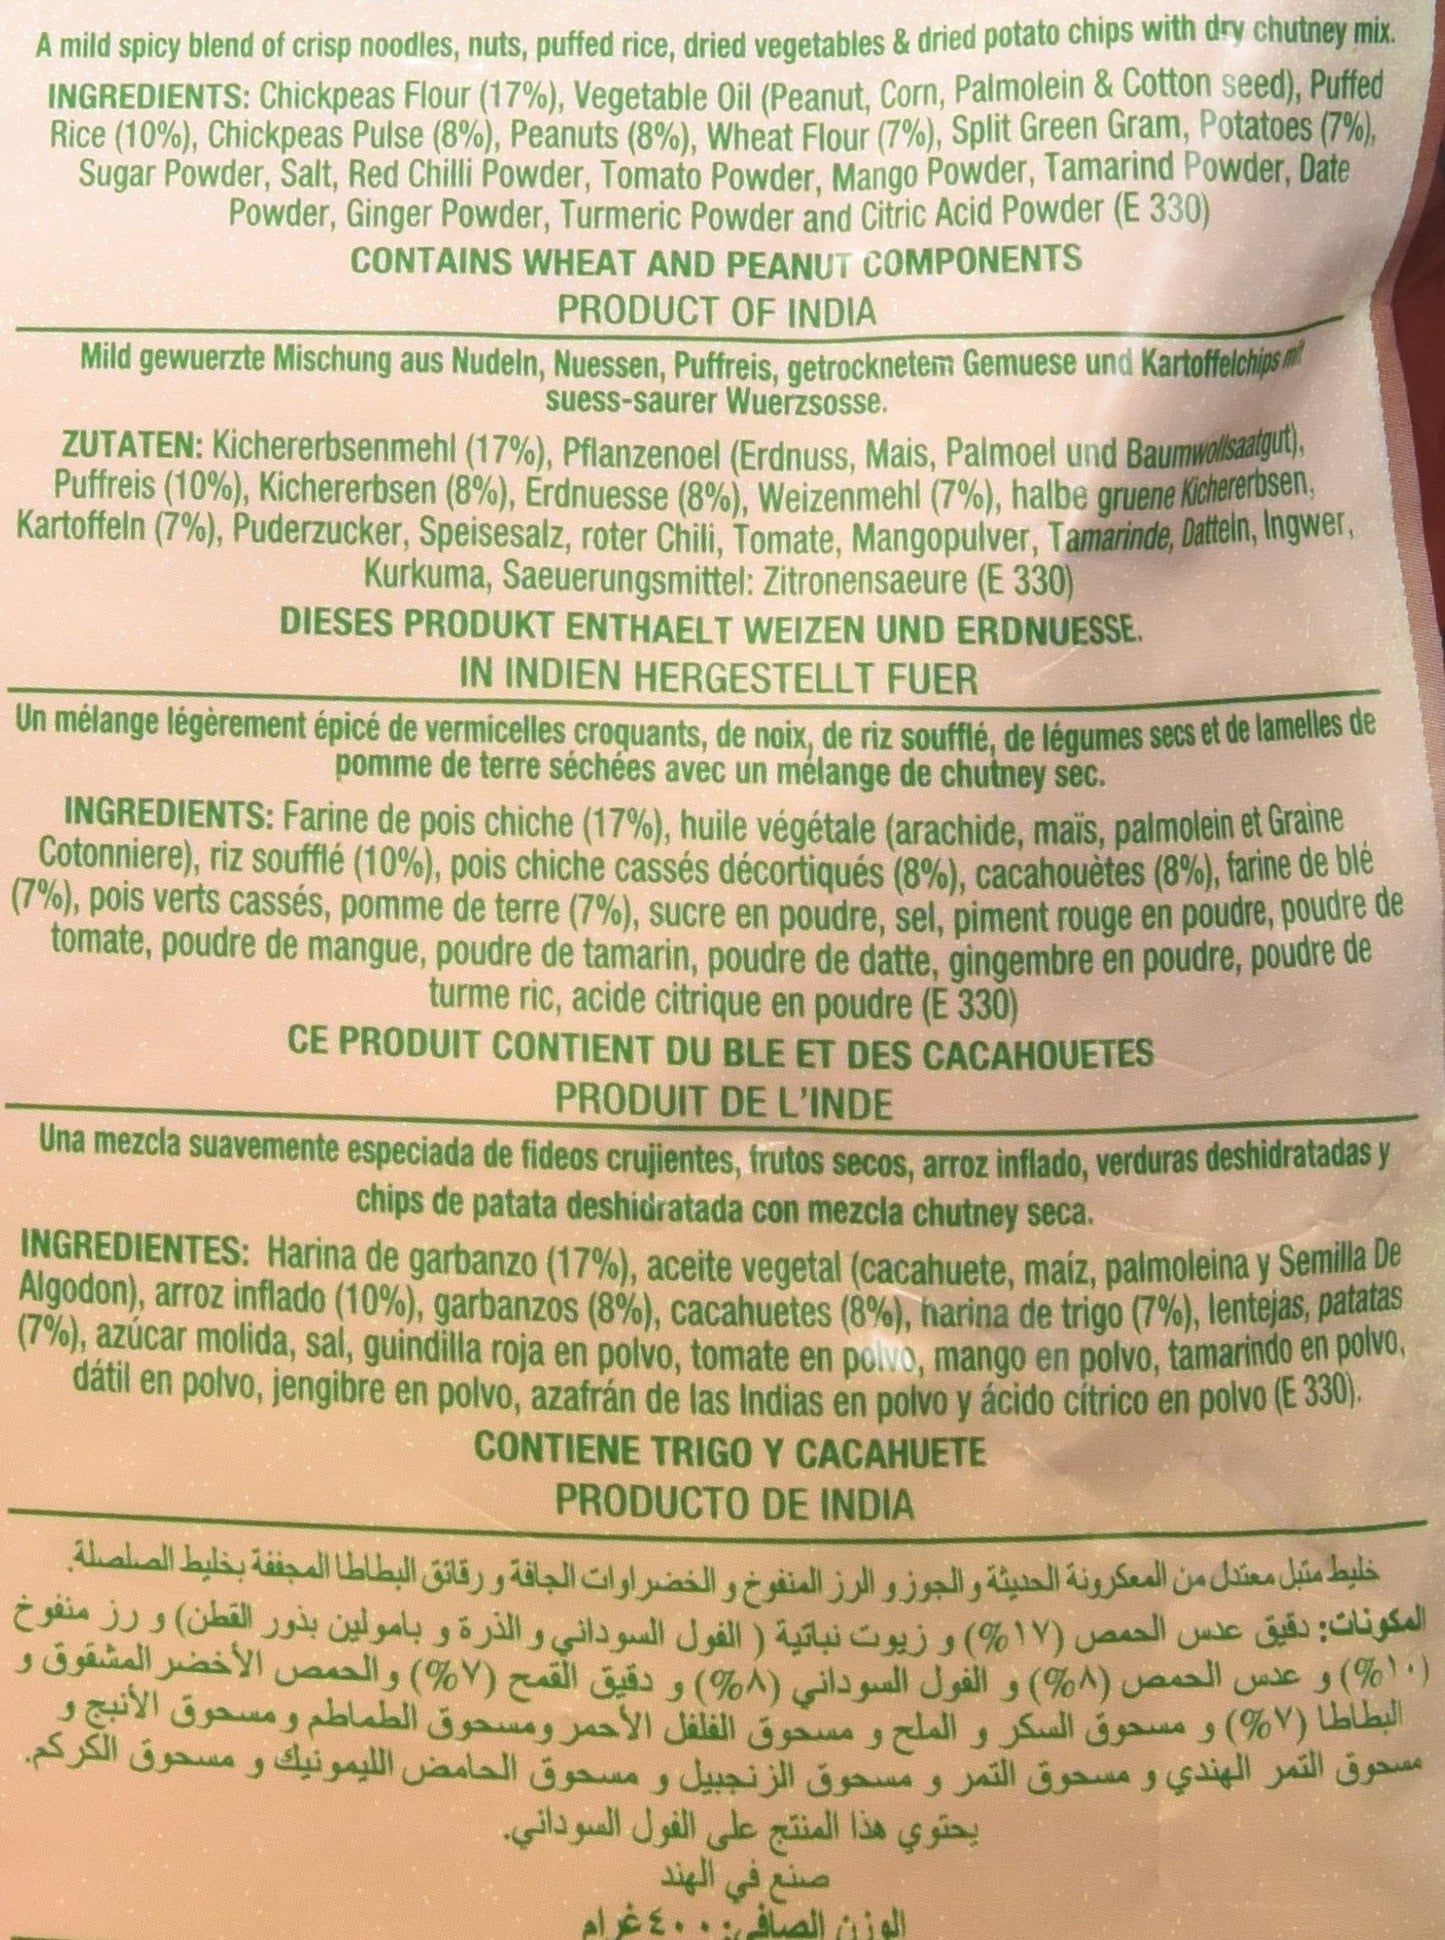 A mild spicy blend of crisp noodles, nuts, puffed rice, dried vegetables & dried potato chips with dry chutney mix.
INGREDIENTS: Chickpeas Flour (17%), Vegetable Oil (Peanut, Corn, Palmolein & Cotton seed), Puffed
Rice (10%), Chickpeas Pulse (8%), Peanuts (8%), Wheat Flour (7%), Split Green Gram, Potatoes (7%),
Sugar Powder, Salt, Red Chilli Powder, Tomato Powder, Mango Powder, Tamarind Powder, Date
Powder, Ginger Powder, Turmeric Powder and Citric Acid Powder (E 330)
CONTAINS WHEAT AND PEANUT COMPONENTS
PRODUCT OF INDIA
Mild gewuerzte Mischung aus Nudeln, Nuessen, Puffreis, getrocknetem Gemuese und Kartoffelchips mit
suess-saurer Wuerzsosse.
ZUTATEN: Kichererbsenmehl (17%), Pflanzenoel (Erdnuss, Mais, Palmoel und Baumwollsaatgut),
Puffreis (10%), Kichererbsen (8%), Erdnuesse (8%), Weizenmehl (7%), halbe gruene Kichererbsen,
Kartoffeln (7%), Puderzucker, Speisesalz, roter Chili, Tomate, Mangopulver, Tamarinde, Datteln, Ingwer,
Kurkuma, Saeuerungsmittel: Zitronensaeure (E 330)
DIESES PRODUKT ENTHAELT WEIZEN UND ERDNUESSE.
IN INDIEN HERGESTELLT FUER
Un mélange légèrement épicé de vermicelles croquants, de noix, de riz soufflé, de légumes secs et de lamelles de
pomme de terre séchées avec un mélange de chutney sec.
INGREDIENTS: Farine de pois chiche (17%), huile végétale (arachide, maïs, palmolein et Graine
Cotonniere), riz soufflé (10%), pois chiche cassés décortiqués (8%), cacahouètes (8%), farine de blé
(7%), pois verts cassés, pomme de terre (7%), sucre en poudre, sel, piment rouge en poudre, poudre de
tomate, poudre de mangue, poudre de tamarin, poudre de datte, gingembre en poudre, poudre de
turme ric, acide citrique en poudre (E 330)
CE PRODUIT CONTIENT DU BLE ET DES CACAHOUETES
PRODUIT DE L'INDE
Una mezcla suavemente especiada de fideos crujientes, frutos secos, arroz inflado, verduras deshidratadas y
chips de patata deshidratada con mezcla chutney seca.
INGREDIENTES: Harina de garbanzo (17%), aceite vegetal (cacahuete, maíz, palmoleina y Semilla De
Algodon), arroz inflado (10%), garbanzos (8%), cacahuetes (8%), harina de trigo (7%), lentejas, patatas
(7%), azúcar molida, sal, guindilla roja en polvo, tomate en polvo, mango en polvo, tamarindo en polvo,
dátil en polvo, jengibre en polvo, azafrán de las Indias en polvo y ácido cítrico en polvo (E 330).
CONTIENE TRIGO Y CACAHUETE
PRODUCTO DE INDIA
خليط متبل معتدل من المعكرونة الحديثة و الجوز و الرز المنفوخ و الخضراوات الجافة و رقائق البطاطا المجففة بخليط الصلصلة.
المكونات: دقيق عدس الحمص (١٧%) و زيوت نباتية ( الفول السوداني و الذرة و بامولين بذور القطن) و رز منفوخ
(١٠%) و عدس الحمص (٨%) و الفول السوداني (٨%) و دقيق القمح (٧%) و الحمص الأخضر المشقوق و
البطاطا (٧%) و مسحوق السكر و الملح و مسحوق الفلفل الأحمر ومسحوق الطماطم و مسحوق الأنبج و
مسحوق التمر الهندي و مسحوق التمر و مسحوق الزنجبيل و مسحوق الحامض الليمونيك و مسحوق الكركم.
يحتوي هذا المنتج على الفول السوداني.
صنع في الهند
الوزن الصافي: ٤٠٠ غرام